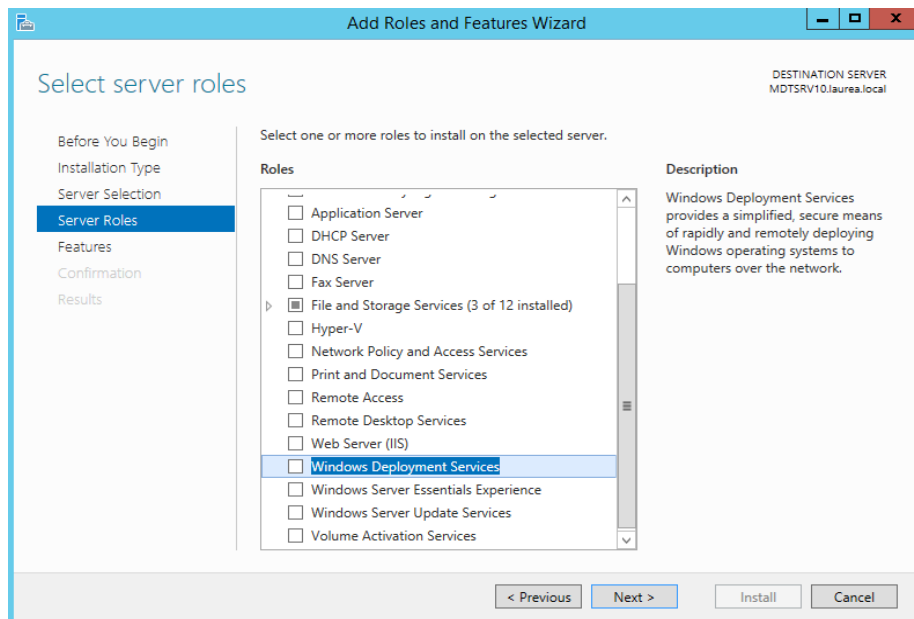 Add Roles and Features Wizard
Select server roles
DESTINATION SERVER
MDTSRV10.laurea.local
Before You Begin
Installation Type
Server Selection
Server Roles
Features
Confirmation
Results
Select one or more roles to install on the selected server.
Roles
Application Server
DHCP Server
DNS Server
Fax Server
File and Storage Services (3 of 12 installed)
Hyper-V
Network Policy and Access Services
Print and Document Services
Remote Access
Remote Desktop Services
Web Server (IIS)
Windows Deployment Services
Windows Server Essentials Experience
Windows Server Update Services
Volume Activation Services
Description
Windows Deployment Services
provides a simplified, secure means
of rapidly and remotely deploying
Windows operating systems to
computers over the network.
< Previous
Next >
Install
Cancel